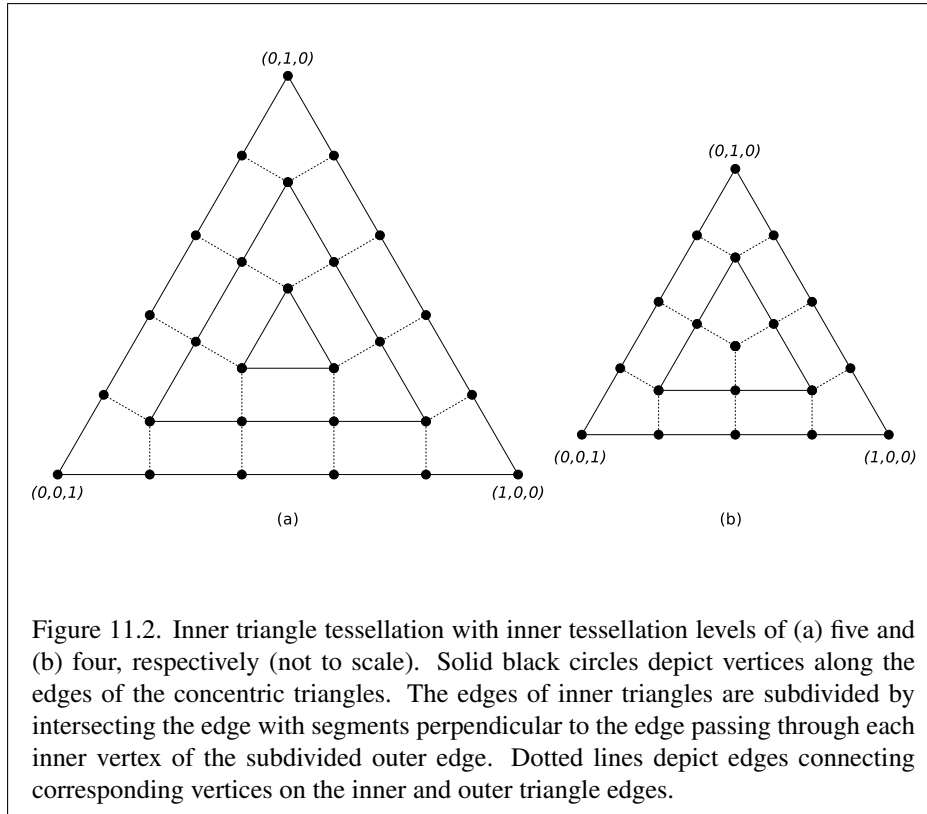 (0,1,0)
(0,1,0)
(0,0,1)
(1,0,0)
(0,0,1)
(1,0,0)
(a)
(b)
Figure 11.2. Inner triangle tessellation with inner tessellation levels of (a) five and
(b) four, respectively (not to scale). Solid black circles depict vertices along the
edges of the concentric triangles. The edges of inner triangles are subdivided by
intersecting the edge with segments perpendicular to the edge passing through each
inner vertex of the subdivided outer edge. Dotted lines depict edges connecting
corresponding vertices on the inner and outer triangle edges.